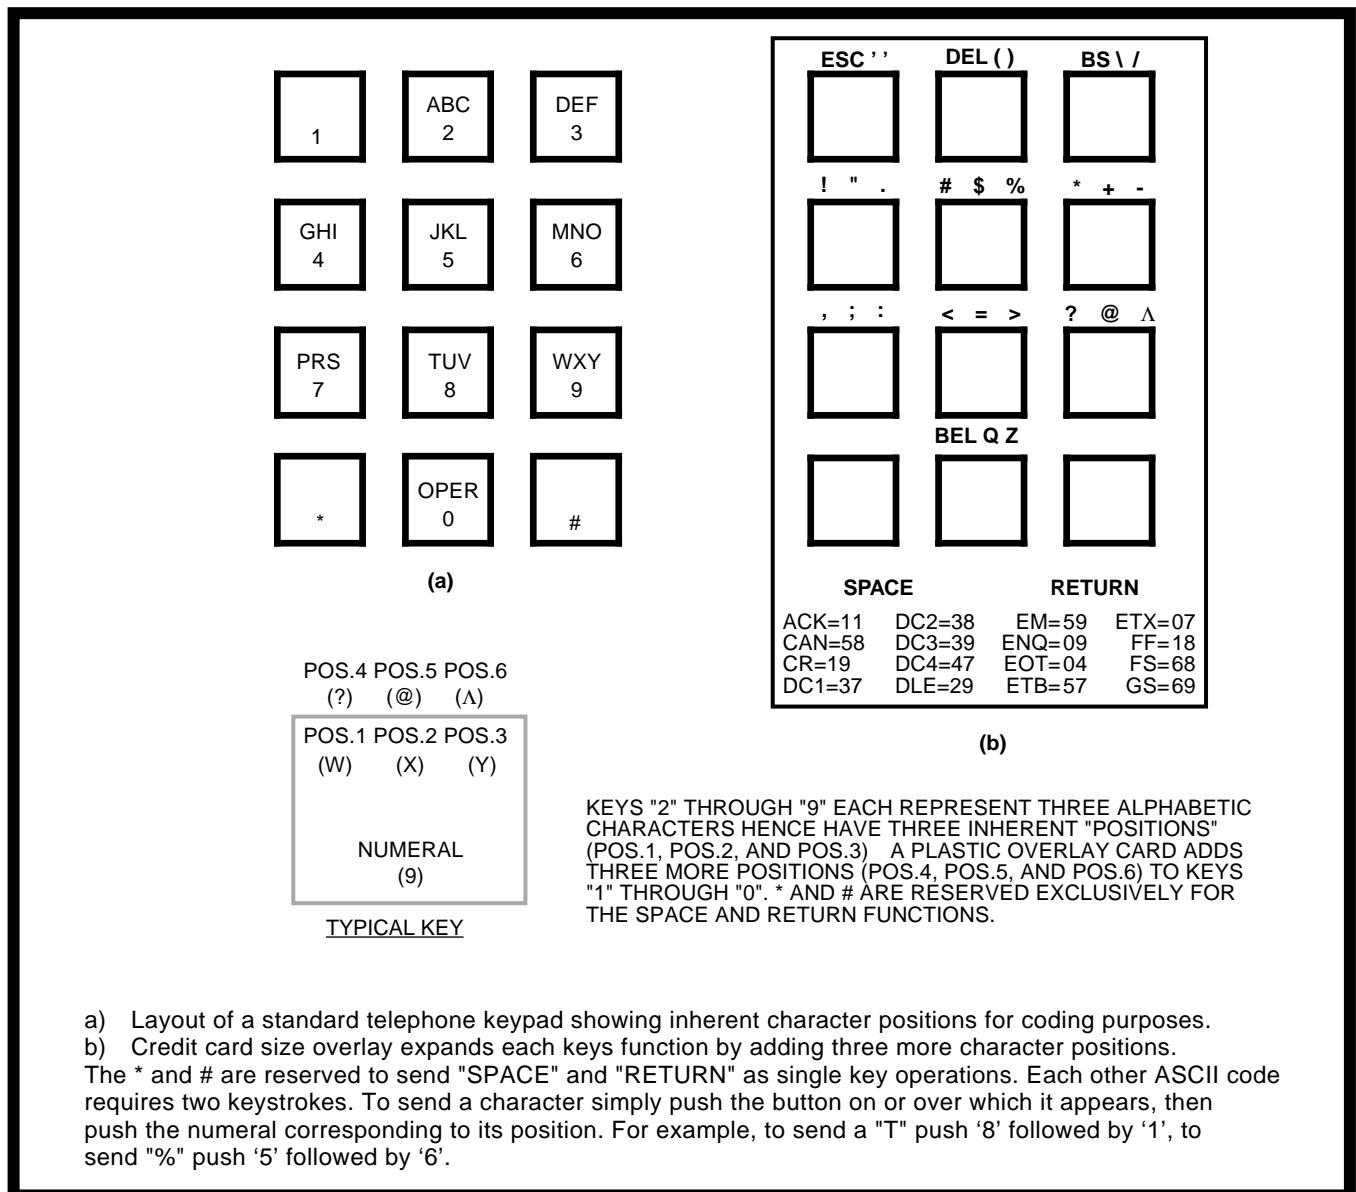 1
ABC
2
DEF
3
GHI
4
JKL
5
MNO
6
PRS
7
TUV
8
WXY
9
*
OPER
0
#
(a)
ESC ’ ’ DEL ( ) BS \ /
! " . # $ % * + -
, ; : < = > ? @ Λ
BEL Q Z
SPACE RETURN
ACK=11 DC2=38 EM=59 ETX=07
CAN=58 DC3=39 ENQ=09 FF=18
CR=19 DC4=47 EOT=04 FS=68
DC1=37 DLE=29 ETB=57 GS=69
(b)
POS.4 POS.5 POS.6
(?) (@) (Λ)
POS.1 POS.2 POS.3
(W) (X) (Y)
NUMERAL
(9)
TYPICAL KEY
KEYS "2" THROUGH "9" EACH REPRESENT THREE ALPHABETIC
CHARACTERS HENCE HAVE THREE INHERENT "POSITIONS"
(POS.1, POS.2, AND POS.3) A PLASTIC OVERLAY CARD ADDS
THREE MORE POSITIONS (POS.4, POS.5, AND POS.6) TO KEYS
"1" THROUGH "0". * AND # ARE RESERVED EXCLUSIVELY FOR
THE SPACE AND RETURN FUNCTIONS.
a) Layout of a standard telephone keypad showing inherent character positions for coding purposes.
b) Credit card size overlay expands each keys function by adding three more character positions.
The * and # are reserved to send "SPACE" and "RETURN" as single key operations. Each other ASCII code
requires two keystrokes. To send a character simply push the button on or over which it appears, then
push the numeral corresponding to its position. For example, to send a "T" push ‘8’ followed by ‘1’, to
send "%" push ‘5’ followed by ‘6’.